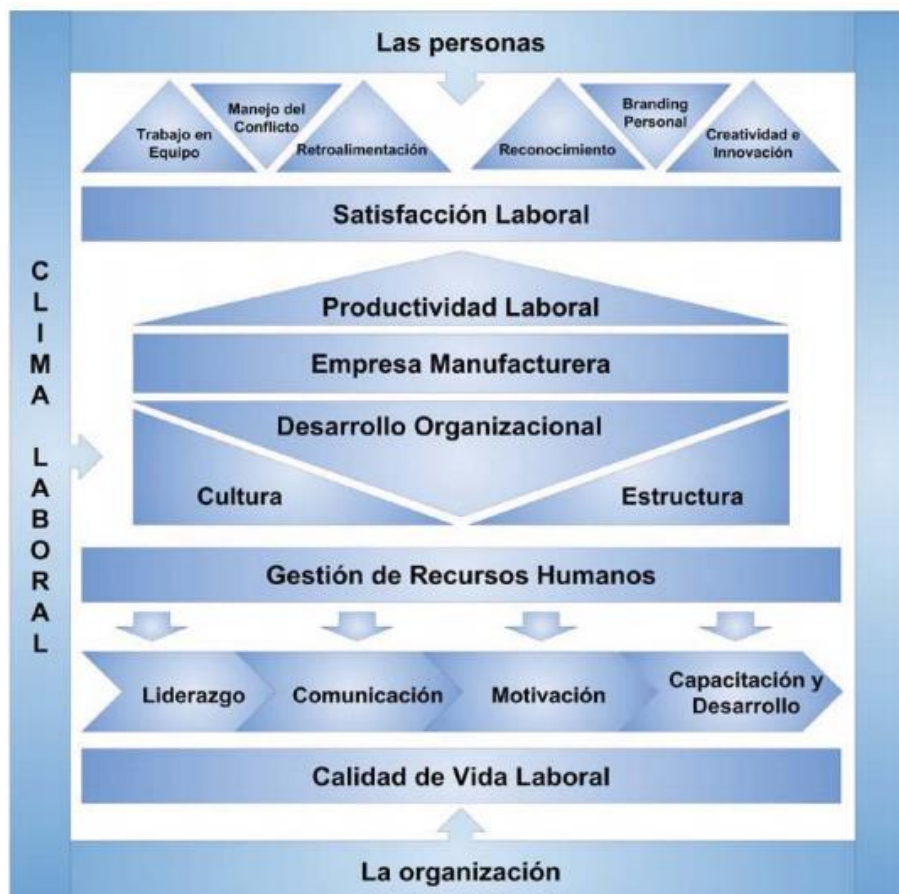 Las personas
Trabajo en
Equipo
Manejo del
Conflicto
Retroalimentación
Reconocimiento
Branding
Personal
Creatividad e
Innovación
Satisfacción Laboral
CLIMA LABORAL
Productividad Laboral
Empresa Manufacturera
Desarrollo Organizacional
Cultura
Estructura
Gestión de Recursos Humanos
Liderazgo
Comunicación
Motivación
Capacitación y
Desarrollo
Calidad de Vida Laboral
La organización